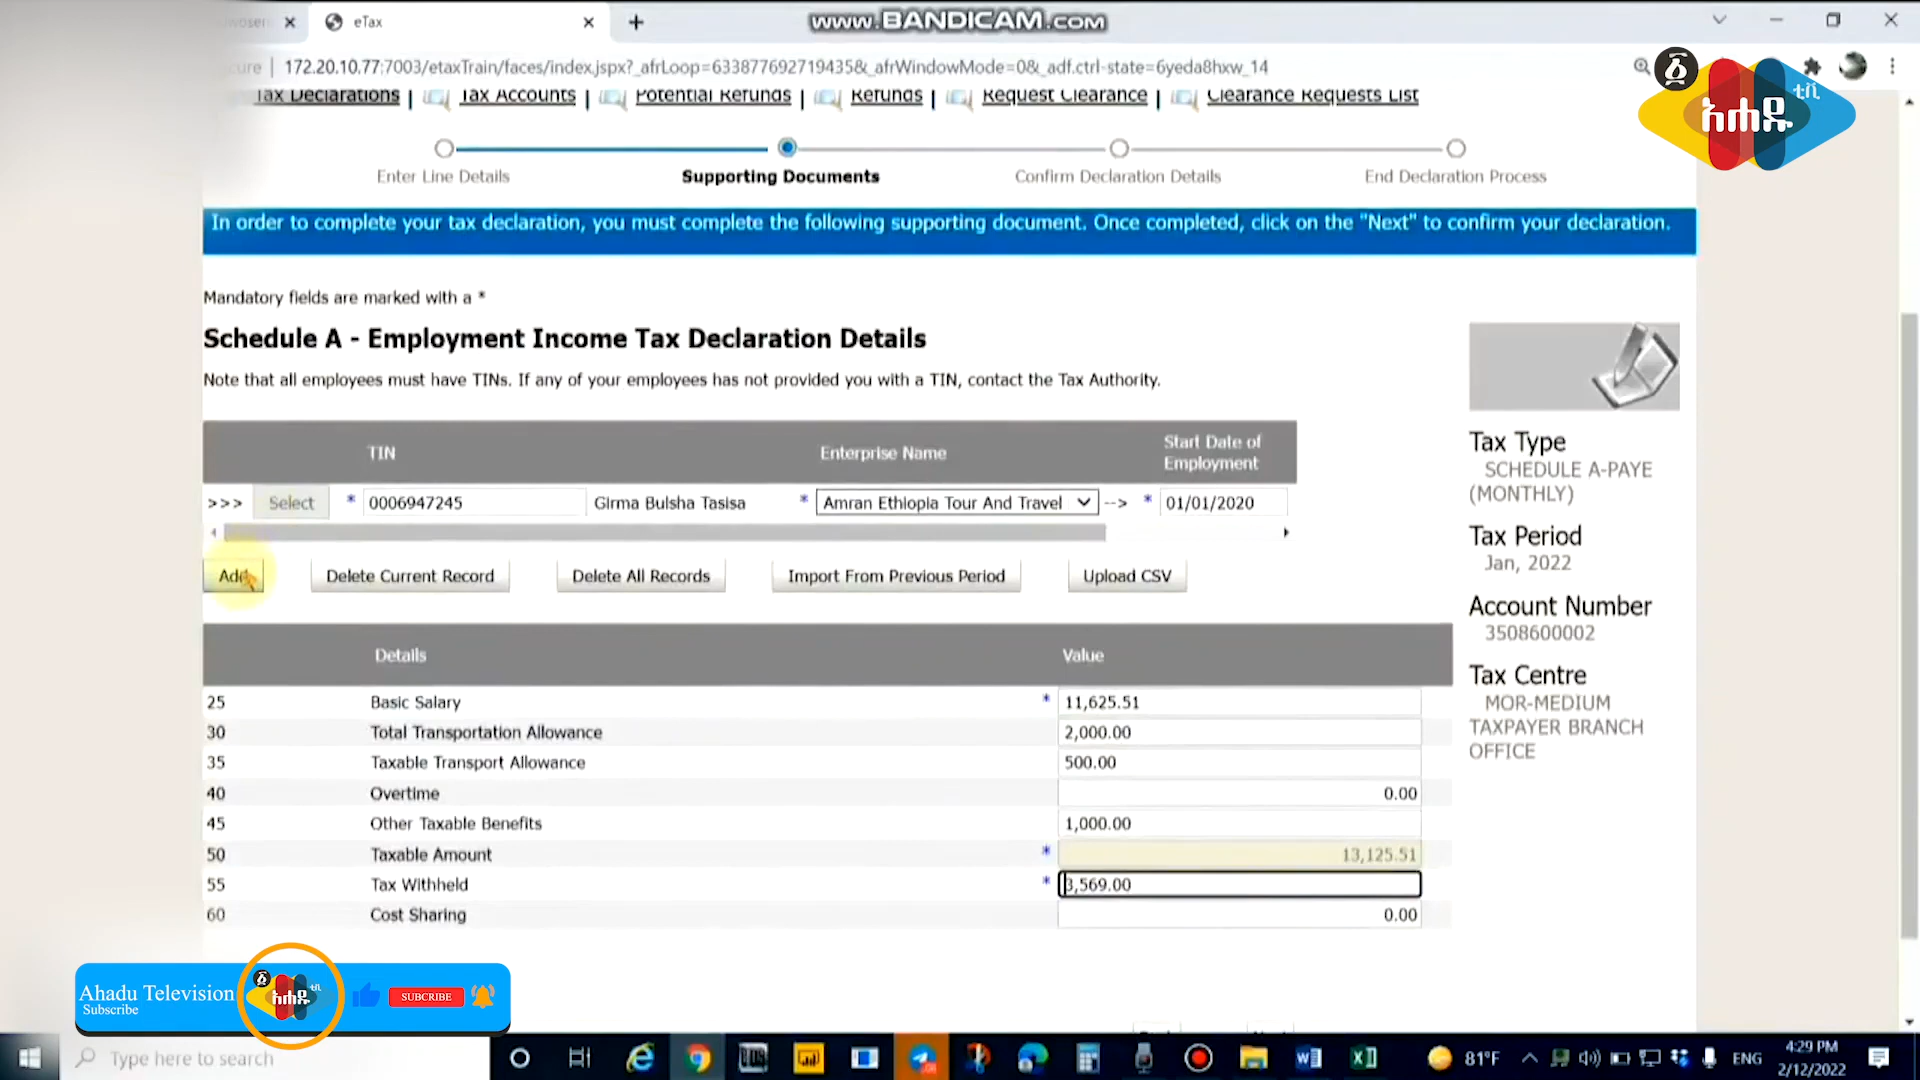 eTax
www.BANDICAM.com
172.20.10.77:7003/etaxTrain/faces/index.jspx?_afrLoop=633877692719435&_afrWindowMode=0&_adf.ctrl-state=6yeda8hxw_14
Tax Declarations | Tax Accounts | Potential Refunds | Refunds | Request Clearance | Clearance Requests List
አሐዱ ቲቪ
Enter Line Details Supporting Documents Confirm Declaration Details End Declaration Process
In order to complete your tax declaration, you must complete the following supporting document. Once completed, click on the "Next" to confirm your declaration.
Mandatory fields are marked with a *
Schedule A - Employment Income Tax Declaration Details
Note that all employees must have TINs. If any of your employees has not provided you with a TIN, contact the Tax Authority.
TIN Enterprise Name Start Date of Employment
>>> Select * 0006947245 Girma Bulsha Tasisa * Amran Ethiopia Tour And Travel --> * 01/01/2020
Add Delete Current Record Delete All Records Import From Previous Period Upload CSV
Details Value
25 Basic Salary * 11,625.51
30 Total Transportation Allowance 2,000.00
35 Taxable Transport Allowance 500.00
40 Overtime 0.00
45 Other Taxable Benefits 1,000.00
50 Taxable Amount * 13,125.51
55 Tax Withheld * 3,569.00
60 Cost Sharing 0.00
Tax Type
SCHEDULE A-PAYE
(MONTHLY)
Tax Period
Jan, 2022
Account Number
3508600002
Tax Centre
MOR-MEDIUM
TAXPAYER BRANCH
OFFICE
Ahadu Television
Subscribe
አሐዱ ቲቪ
SUBSCRIBE
Type here to search
81°F
ENG
4:29 PM
2/12/2022